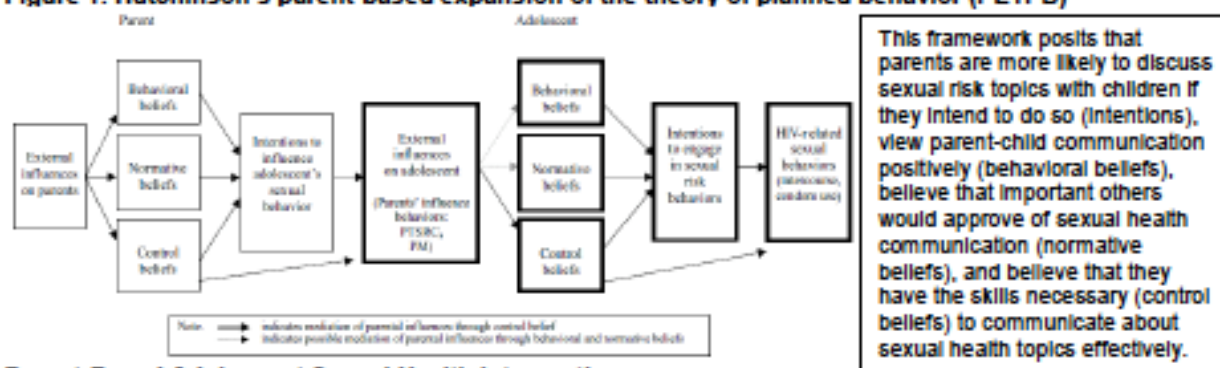 Figure 1. Hutchinson's parent-based expansion of the theory of planned behavior (PETPB)
Parent
Adolescent
External
influences
on parents
Behavioral
beliefs
Normative
beliefs
Control
beliefs
Intentions to
influence
adolescent's
sexual
behavior
External
influences
on adolescent
(Parents' influence
behaviors:
PTSRC,
PM)
Behavioral
beliefs
Normative
beliefs
Control
beliefs
Intentions
to engage
in sexual
risk
behaviors
HIV-related
sexual
behaviors
(intercourse,
condom use)
Note:
indicates mediation of parental influences through control belief
indicates possible mediation of parental influences through behavioral and normative beliefs
This framework posits that
parents are more likely to discuss
sexual risk topics with children if
they intend to do so (intentions),
view parent-child communication
positively (behavioral beliefs),
believe that important others
would approve of sexual health
communication (normative
beliefs), and believe that they
have the skills necessary (control
beliefs) to communicate about
sexual health topics effectively.